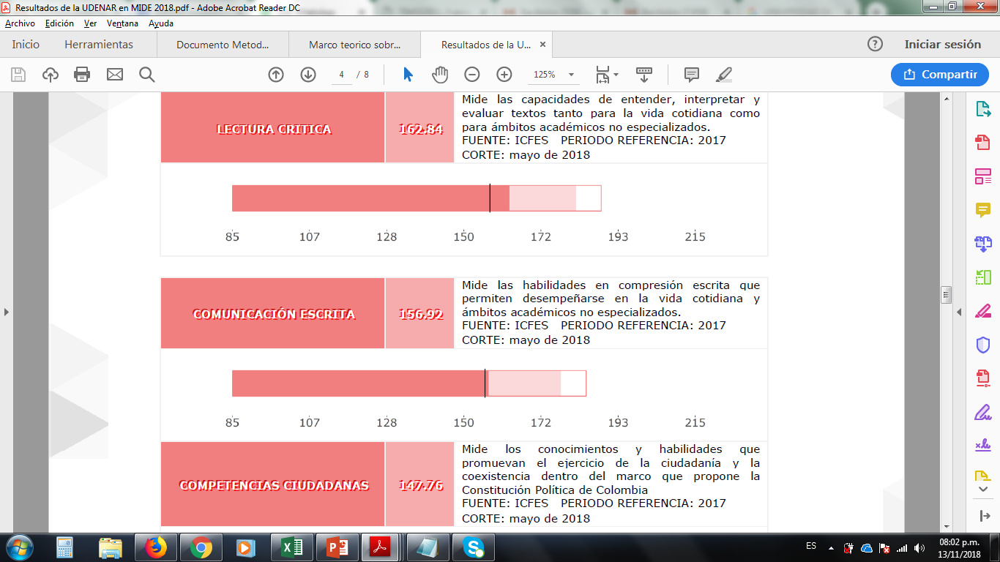 Resultados de la UDENAR en MIDE 2018.pdf - Adobe Acrobat Reader DC
Archivo Edición Ver Ventana Ayuda
Inicio Herramientas Documento Metod... Marco teorico sobr... Resultados de la U... × ? Iniciar sesión
4 / 8 125% Compartir
LECTURA CRITICA
162.84
Mide las capacidades de entender, interpretar y
evaluar textos tanto para la vida cotidiana como
para ámbitos académicos no especializados.
FUENTE: ICFES PERIODO REFERENCIA: 2017
CORTE: mayo de 2018
85 107 128 150 172 193 215
COMUNICACIÓN ESCRITA
156.92
Mide las habilidades en compresión escrita que
permiten desempeñarse en la vida cotidiana y
ámbitos académicos no especializados.
FUENTE: ICFES PERIODO REFERENCIA: 2017
CORTE: mayo de 2018
85 107 128 150 172 193 215
COMPETENCIAS CIUDADANAS
147.76
Mide los conocimientos y habilidades que
promuevan el ejercicio de la ciudadanía y la
coexistencia dentro del marco que propone la
Constitución Política de Colombia
FUENTE: ICFES PERIODO REFERENCIA: 2017
CORTE: mayo de 2018
ES 08:02 p.m.
13/11/2018